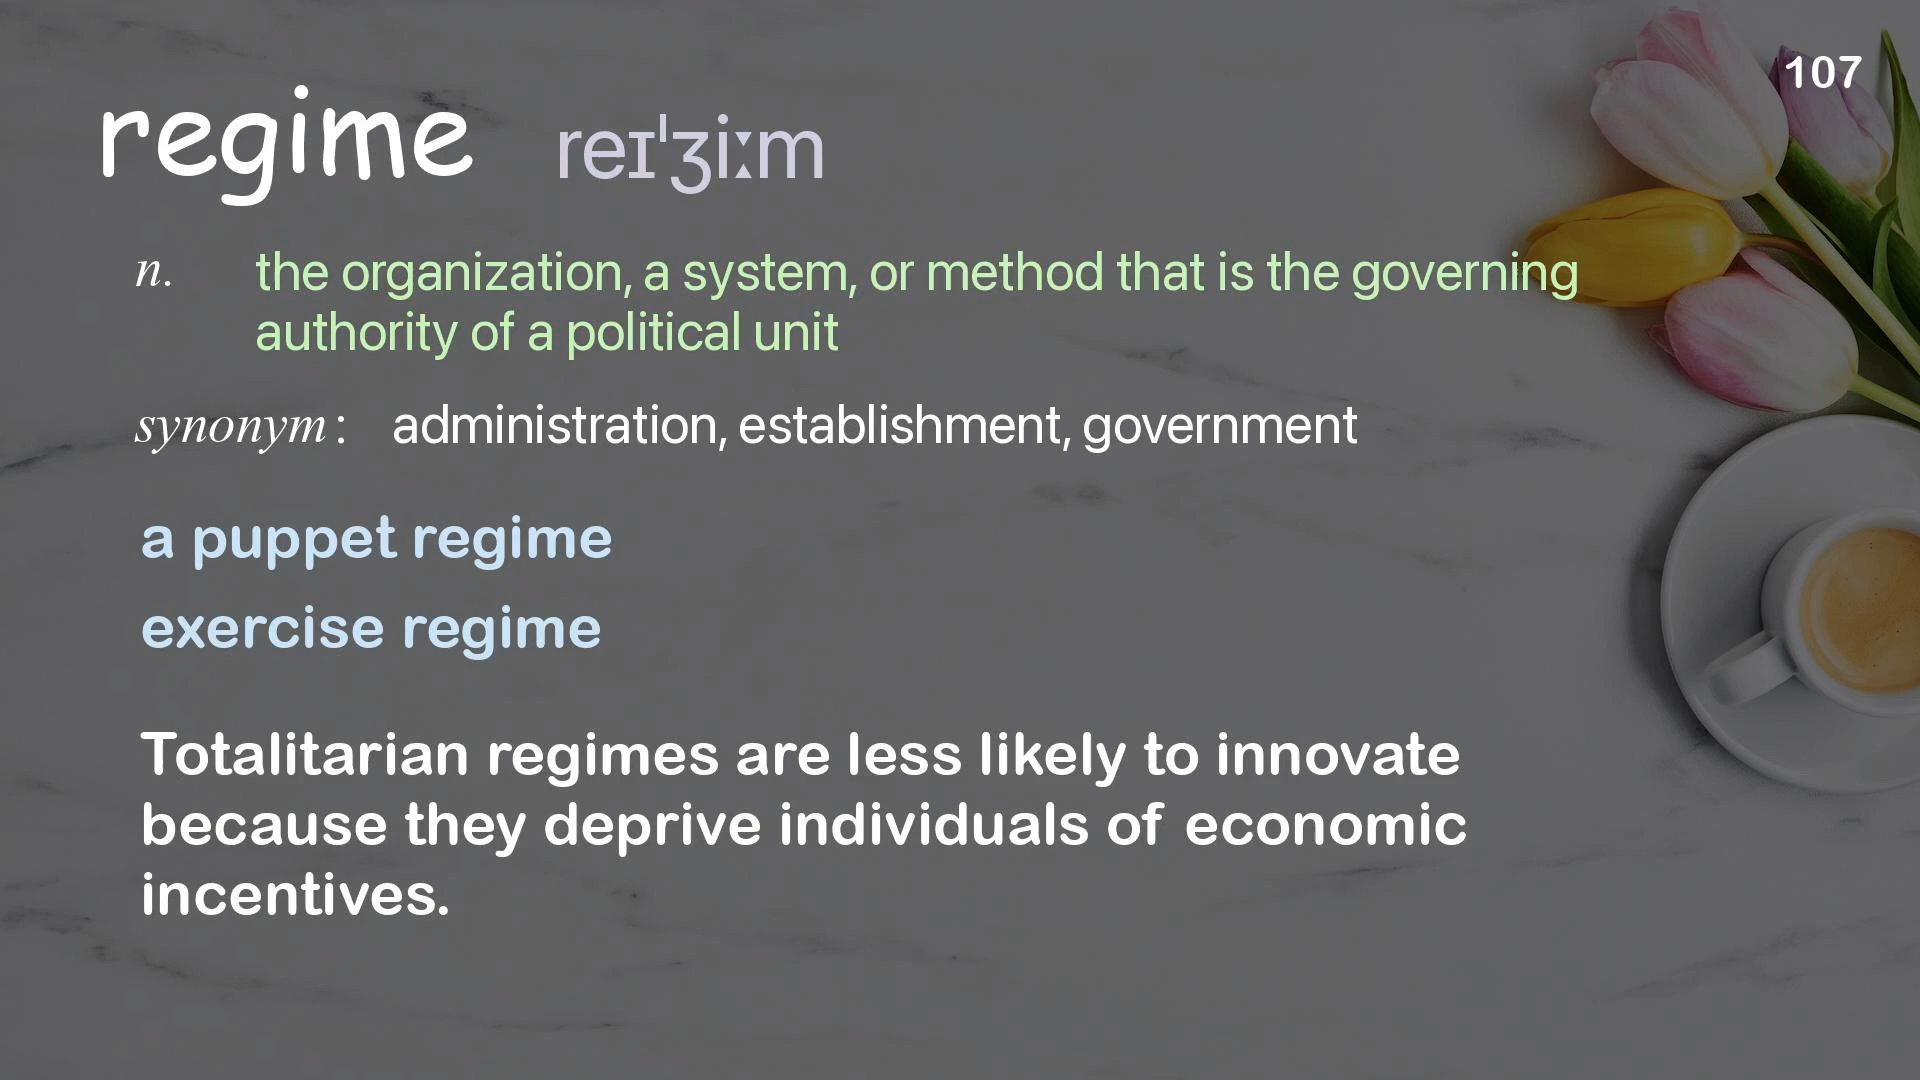 107
regime reɪˈʒiːm
n. the organization, a system, or method that is the governing
authority of a political unit
synonym: administration, establishment, government
a puppet regime
exercise regime
Totalitarian regimes are less likely to innovate
because they deprive individuals of economic
incentives.